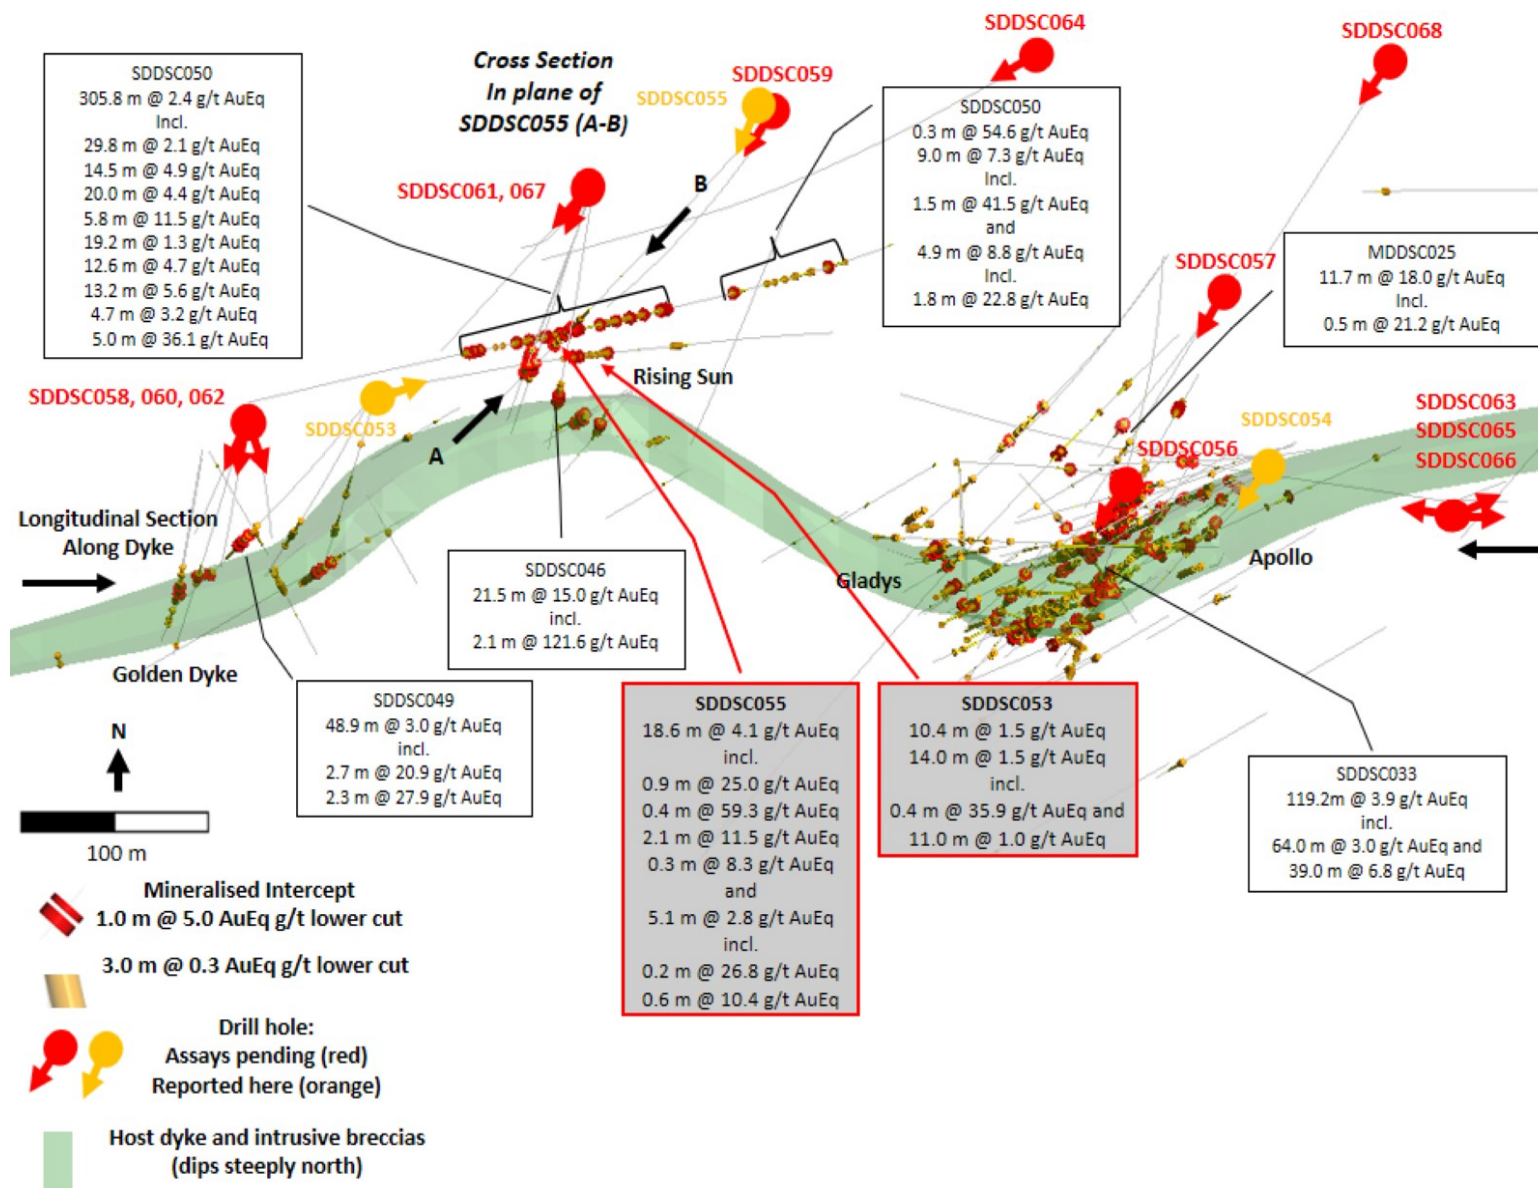 SDDSC050
305.8 m @ 2.4 g/t AuEq
Incl.
29.8 m @ 2.1 g/t AuEq
14.5 m @ 4.9 g/t AuEq
20.0 m @ 4.4 g/t AuEq
5.8 m @ 11.5 g/t AuEq
19.2 m @ 1.3 g/t AuEq
12.6 m @ 4.7 g/t AuEq
13.2 m @ 5.6 g/t AuEq
4.7 m @ 3.2 g/t AuEq
5.0 m @ 36.1 g/t AuEq
Cross Section
In plane of
SDDSC055 (A-B)
SDDSC055
SDDSC059
SDDSC064
SDDSC068
SDDSC061, 067
B
SDDSC050
0.3 m @ 54.6 g/t AuEq
9.0 m @ 7.3 g/t AuEq
Incl.
1.5 m @ 41.5 g/t AuEq
and
4.9 m @ 8.8 g/t AuEq
Incl.
1.8 m @ 22.8 g/t AuEq
SDDSC057
MDDSC025
11.7 m @ 18.0 g/t AuEq
Incl.
0.5 m @ 21.2 g/t AuEq
SDDSC058, 060, 062
SDDSC053
A
Rising Sun
SDDSC056
SDDSC054
SDDSC063
SDDSC065
SDDSC066
Longitudinal Section
Along Dyke
Golden Dyke
Gladys
Apollo
SDDSC046
21.5 m @ 15.0 g/t AuEq
incl.
2.1 m @ 121.6 g/t AuEq
SDDSC049
48.9 m @ 3.0 g/t AuEq
incl.
2.7 m @ 20.9 g/t AuEq
2.3 m @ 27.9 g/t AuEq
SDDSC055
18.6 m @ 4.1 g/t AuEq
incl.
0.9 m @ 25.0 g/t AuEq
0.4 m @ 59.3 g/t AuEq
2.1 m @ 11.5 g/t AuEq
0.3 m @ 8.3 g/t AuEq
and
5.1 m @ 2.8 g/t AuEq
incl.
0.2 m @ 26.8 g/t AuEq
0.6 m @ 10.4 g/t AuEq
SDDSC053
10.4 m @ 1.5 g/t AuEq
14.0 m @ 1.5 g/t AuEq
incl.
0.4 m @ 35.9 g/t AuEq and
11.0 m @ 1.0 g/t AuEq
SDDSC033
119.2m @ 3.9 g/t AuEq
incl.
64.0 m @ 3.0 g/t AuEq and
39.0 m @ 6.8 g/t AuEq
N
100 m
Mineralised Intercept
1.0 m @ 5.0 AuEq g/t lower cut
3.0 m @ 0.3 AuEq g/t lower cut
Drill hole:
Assays pending (red)
Reported here (orange)
Host dyke and intrusive breccias
(dips steeply north)